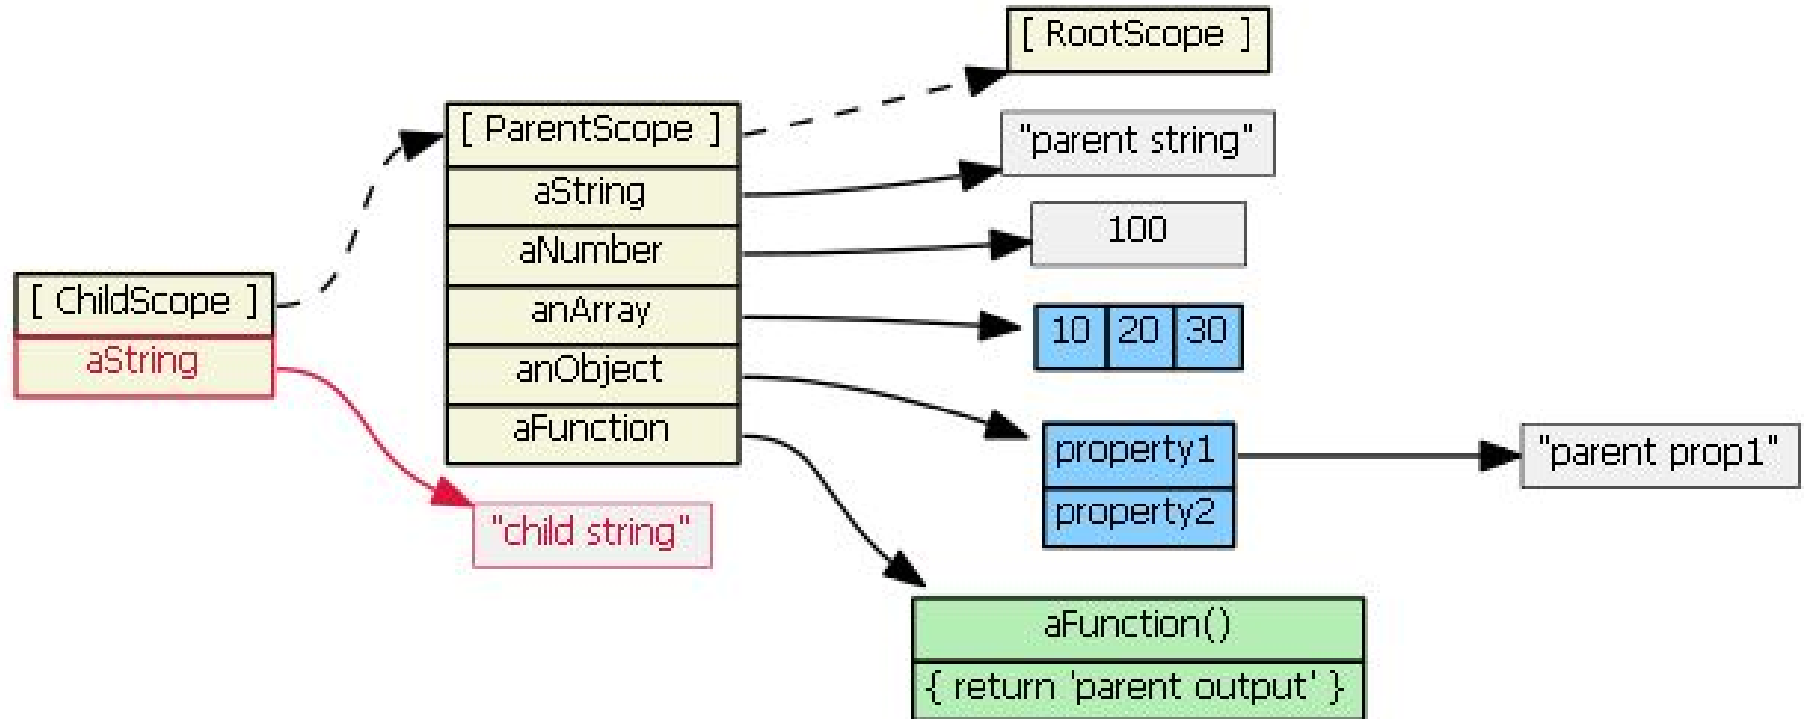 [ RootScope ]
[ ParentScope ]
aString
aNumber
anArray
anObject
aFunction
"parent string"
100
10 20 30
property1
property2
"parent prop1"
[ ChildScope ]
aString
"child string"
aFunction()
{ return 'parent output' }